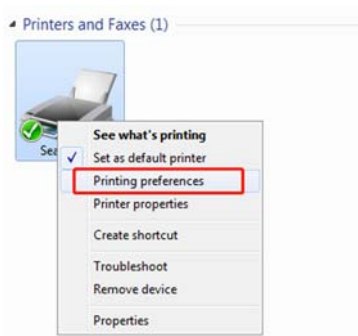 Printers and Faxes (1)
See what's printing
Set as default printer
Printing preferences
Printer properties
Create shortcut
Troubleshoot
Remove device
Properties